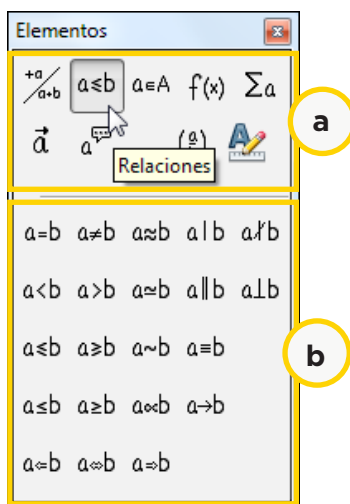 Elementos
+a/a+b a≤b a∈A f(x) Σa
a⃗ a
Relaciones
a
a=b a≠b a≈b a|b a∤b
a<b a>b a≃b a∥b a⊥b
a⩽b a⩾b a~b a≡b
a≤b a≥b a∝b a→b
a⇐b a⇔b a⇒b
b